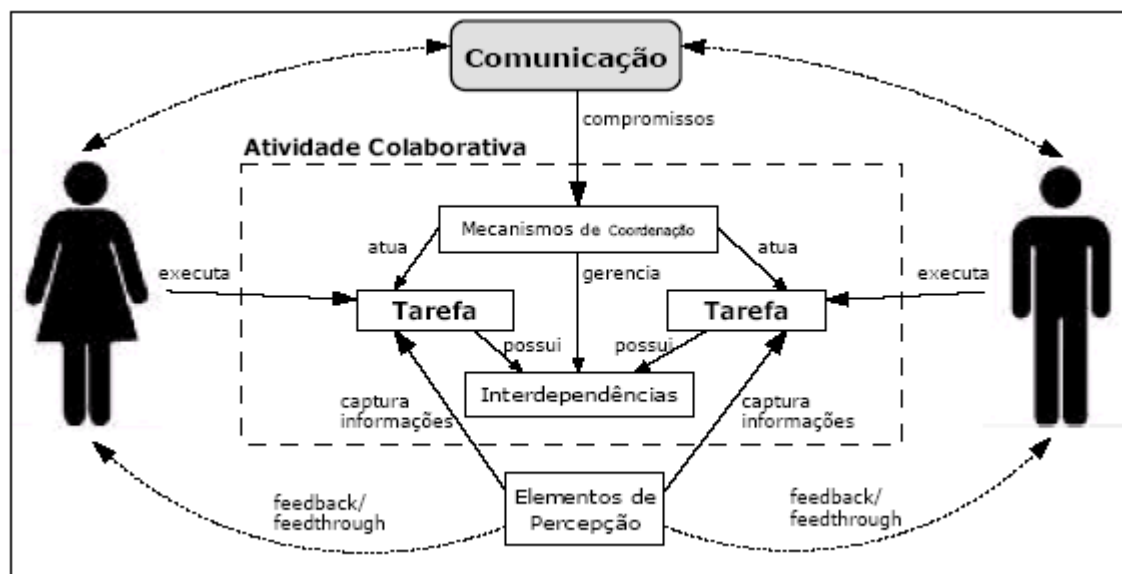 Comunicação
compromissos
Atividade Colaborativa
Mecanismos de Coordenação
atua
atua
executa
gerencia
executa
Tarefa
Tarefa
possui
possui
Interdependências
captura
informações
captura
informações
Elementos de
Percepção
feedback/
feedthrough
feedback/
feedthrough